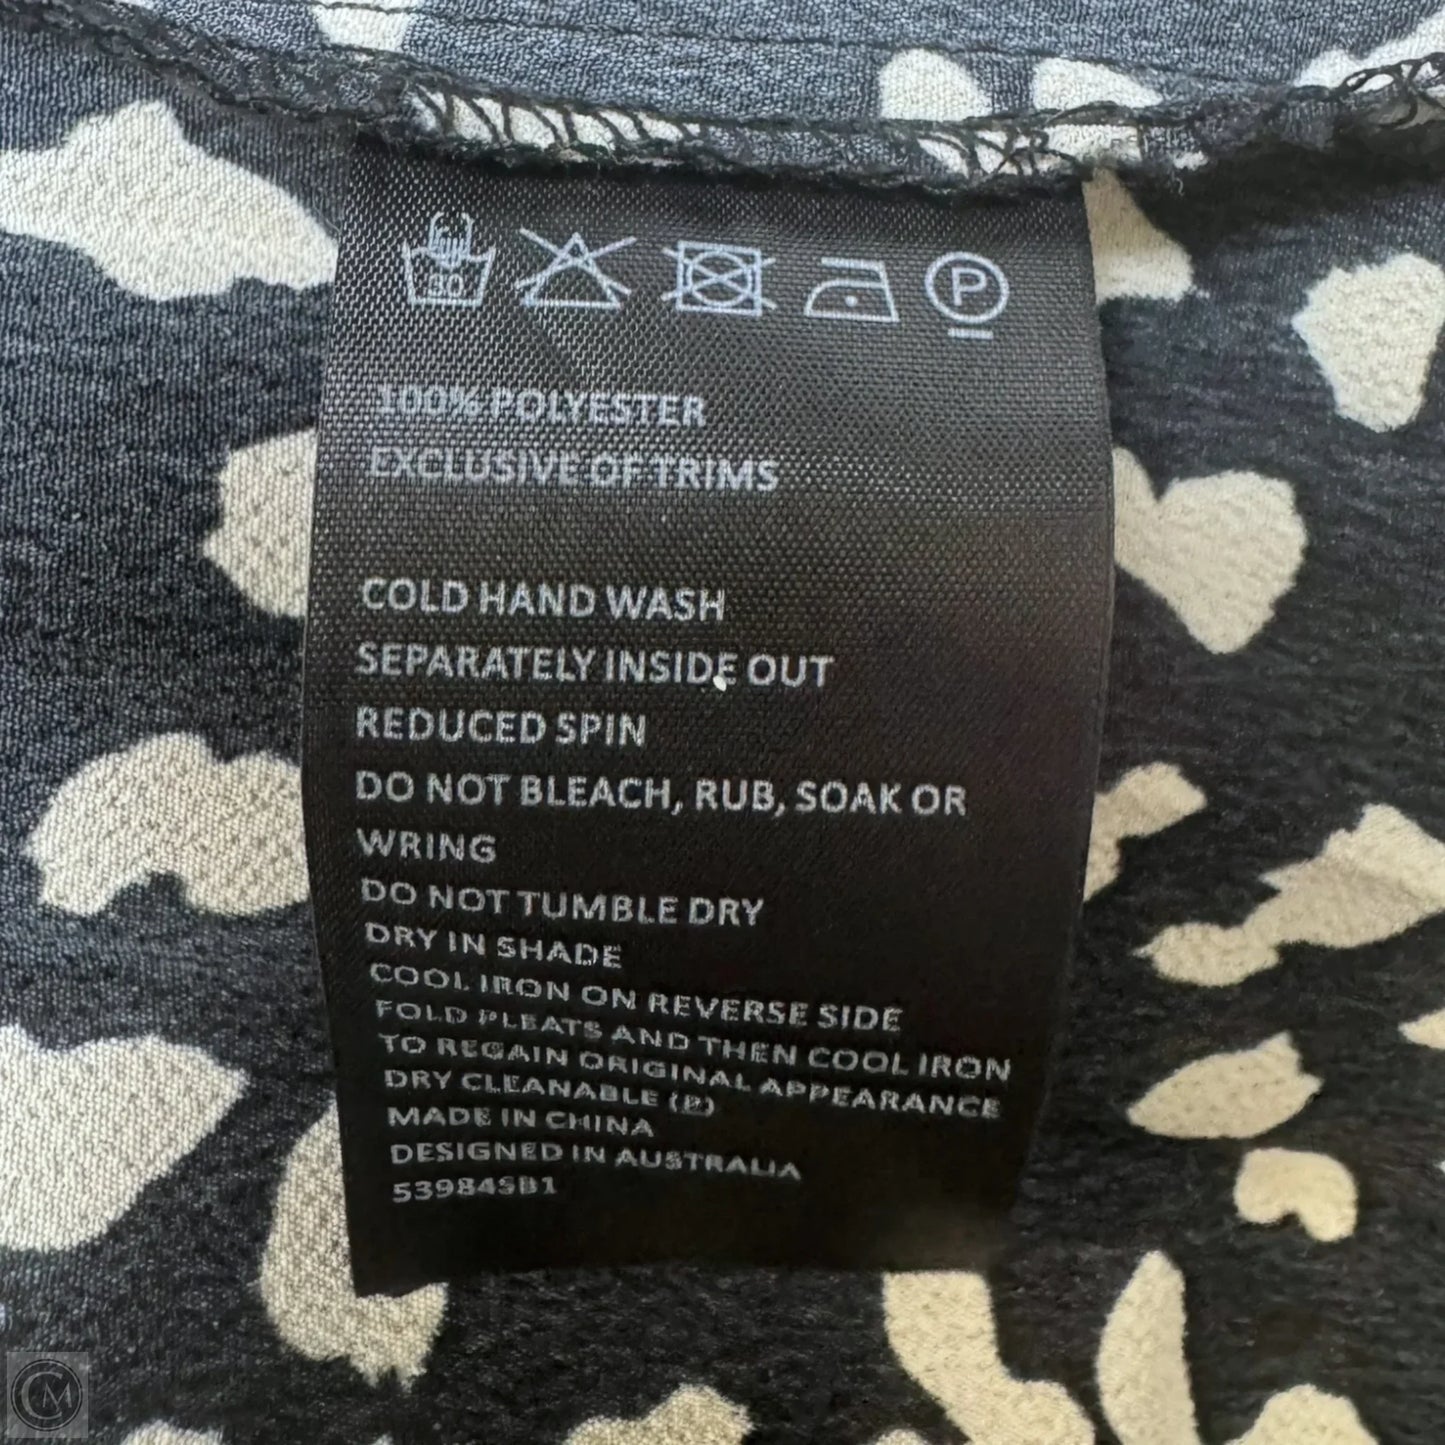 30
P
100% POLYESTER
EXCLUSIVE OF TRIMS
COLD HAND WASH
SEPARATELY INSIDE OUT
REDUCED SPIN
DO NOT BLEACH, RUB, SOAK OR
WRING
DO NOT TUMBLE DRY
DRY IN SHADE
COOL IRON ON REVERSE SIDE
FOLD PLEATS AND THEN COOL IRON
TO REGAIN ORIGINAL APPEARANCE
DRY CLEANABLE (P)
MADE IN CHINA
DESIGNED IN AUSTRALIA
53984SB1
CM